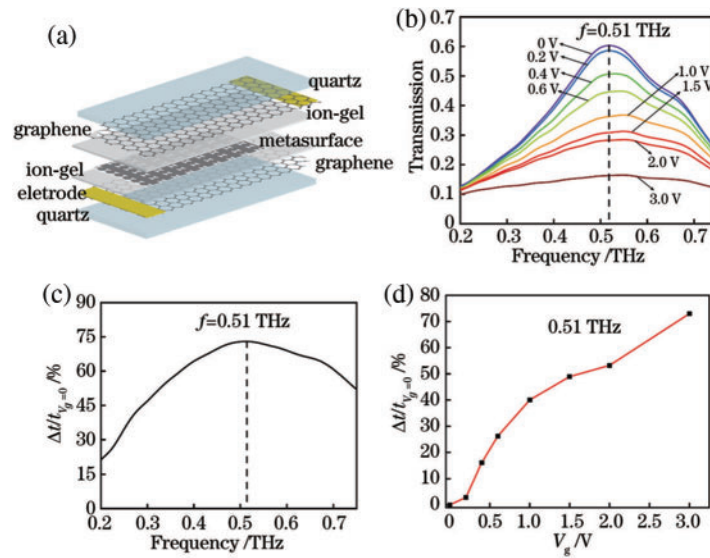 (a)
quartz
ion-gel
graphene
metasurface
graphene
ion-gel
eletrode
quartz
(b)
Transmission
0.7
0.6
0.5
0.4
0.3
0.2
0.1
0
f=0.51 THz
0 V
0.2 V
0.4 V
0.6 V
1.0 V
1.5 V
2.0 V
3.0 V
0.2 0.3 0.4 0.5 0.6 0.7
Frequency /THz
(c)
Δt/t_{Vg=0} /%
90
75
60
45
30
15
0
f=0.51 THz
0.2 0.3 0.4 0.5 0.6 0.7
Frequency /THz
(d)
Δt/t_{Vg=0} /%
80
70
60
50
40
30
20
10
0
0.51 THz
0 0.5 1.0 1.5 2.0 2.5 3.0
Vg /V